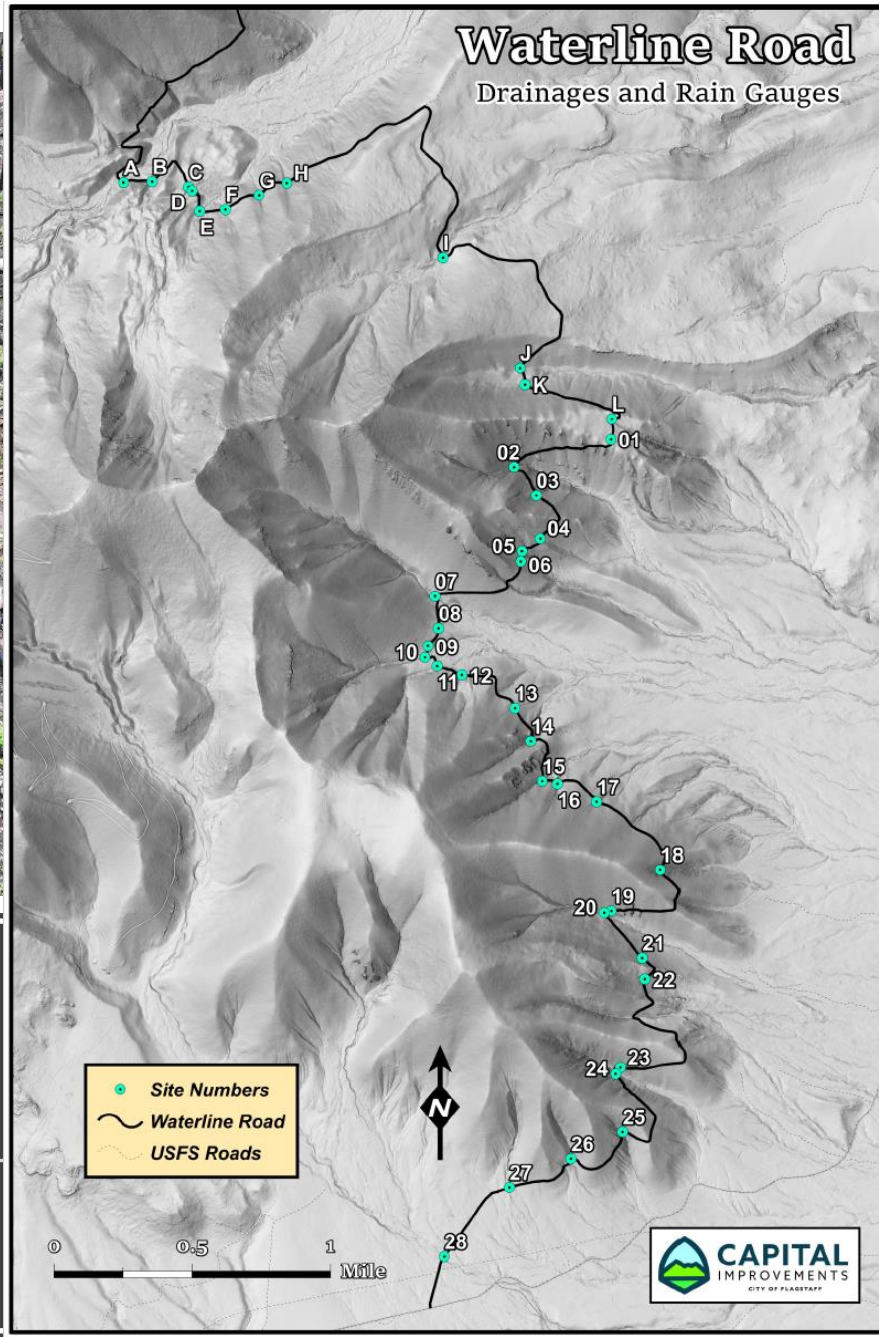 Waterline Road
Drainages and Rain Gauges
A
B
C
D
E
F
G
H
I
J
K
L
01
02
03
04
05
06
07
08
09
10
11
12
13
14
15
16
17
18
19
20
21
22
23
24
25
26
27
28
N
Site Numbers
Waterline Road
USFS Roads
0 0.5 1
Mile
CAPITAL
IMPROVEMENTS
CITY OF FLAGSTAFF